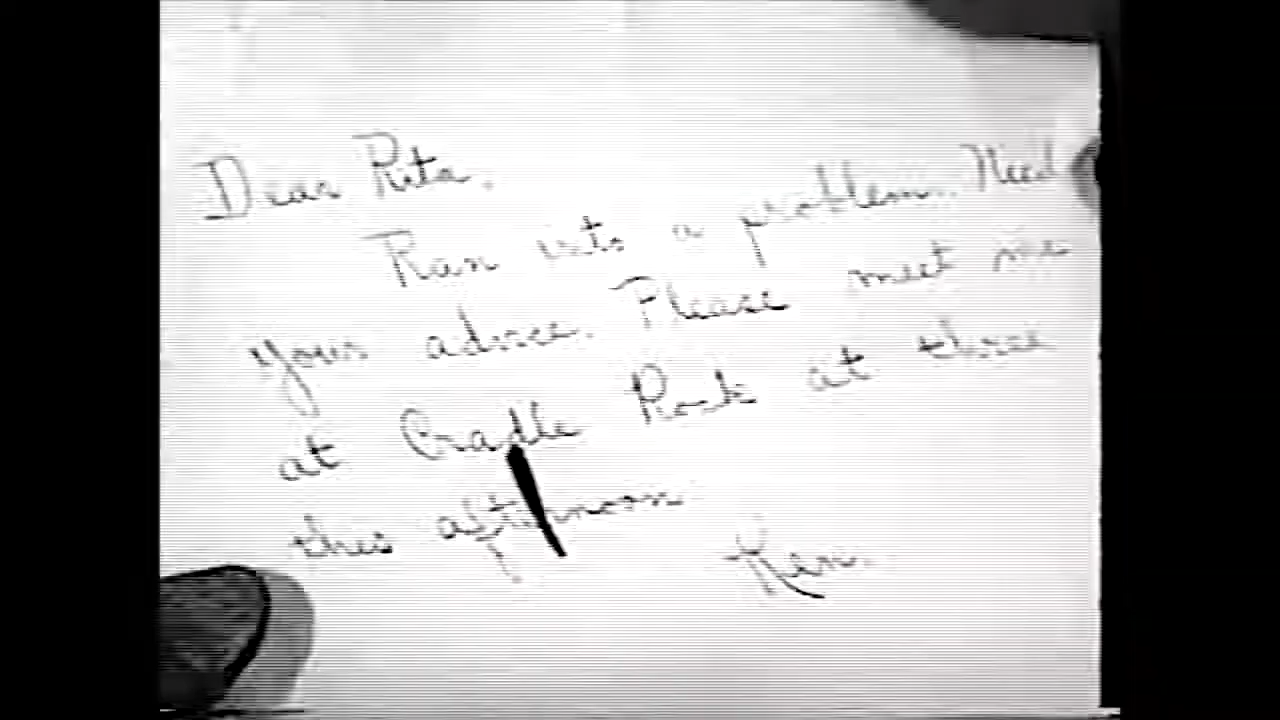 Dear Rita,
Ran into a problem. Need
your advice. Please meet me
at Cradle Rock at three
this afternoon.
Ken.